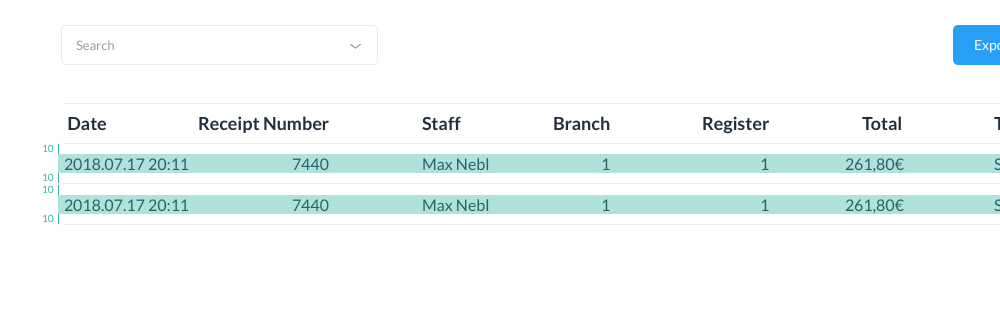 Search
Expo
Date Receipt Number Staff Branch Register Total T
10
2018.07.17 20:11 7440 Max Nebl 1 1 261,80€ S
10
10
2018.07.17 20:11 7440 Max Nebl 1 1 261,80€ S
10